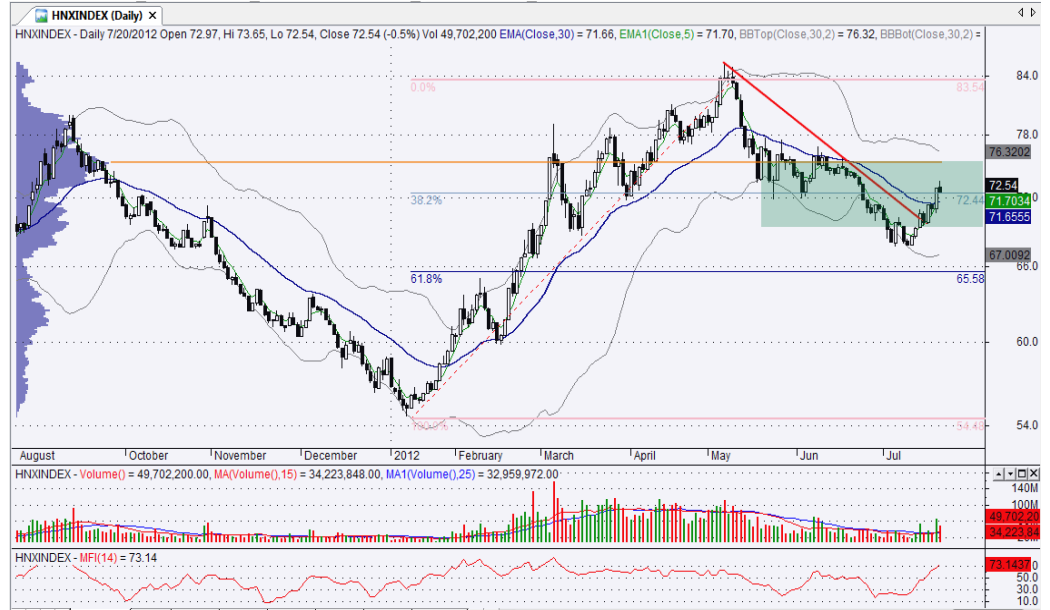 HNXINDEX (Daily)
HNXINDEX - Daily 7/20/2012 Open 72.97, Hi 73.65, Lo 72.54, Close 72.54 (-0.5%) Vol 49,702,200 EMA(Close,30) = 71.66, EMA1(Close,5) = 71.70, BBTop(Close,30,2) = 76.32, BBBot(Close,30,2) =
84.0
0.0% 83.54
78.0
76.3202
72.54
38.2% 72.44
71.7034
71.6555
67.0092
66.0
61.8% 65.58
60.0
100.0% 54.48
54.0
August October November December 2012 February March April May Jun Jul
HNXINDEX - Volume() = 49,702,200.00, MA(Volume(),15) = 34,223,848.00, MA1(Volume(),25) = 32,959,972.00
140M
100M
49,702,20
34,223,84
HNXINDEX - MFI(14) = 73.14
73.1437
50.0
30.0
10.0